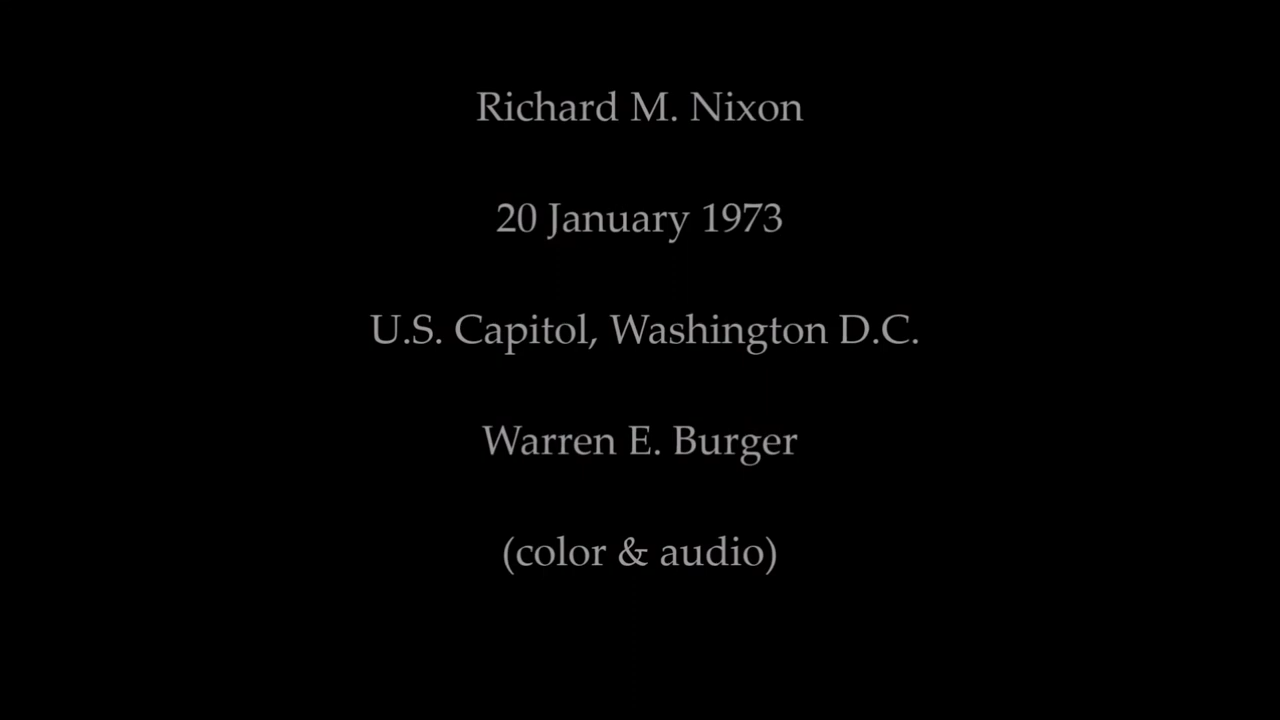 Richard M. Nixon
20 January 1973
U.S. Capitol, Washington D.C.
Warren E. Burger
(color & audio)